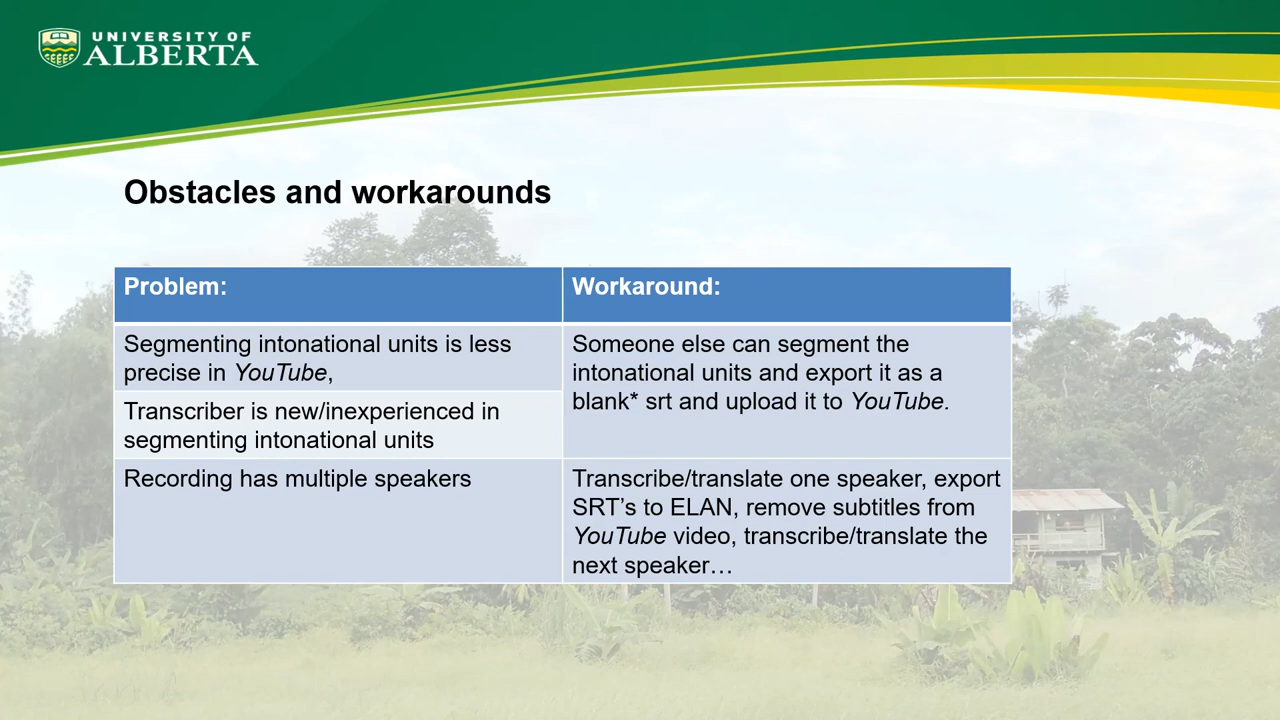 UNIVERSITY OF
ALBERTA
Obstacles and workarounds
Problem:
Workaround:
Segmenting intonational units is less
precise in YouTube,
Someone else can segment the
intonational units and export it as a
blank* srt and upload it to YouTube.
Transcriber is new/inexperienced in
segmenting intonational units
Recording has multiple speakers
Transcribe/translate one speaker, export
SRT’s to ELAN, remove subtitles from
YouTube video, transcribe/translate the
next speaker…